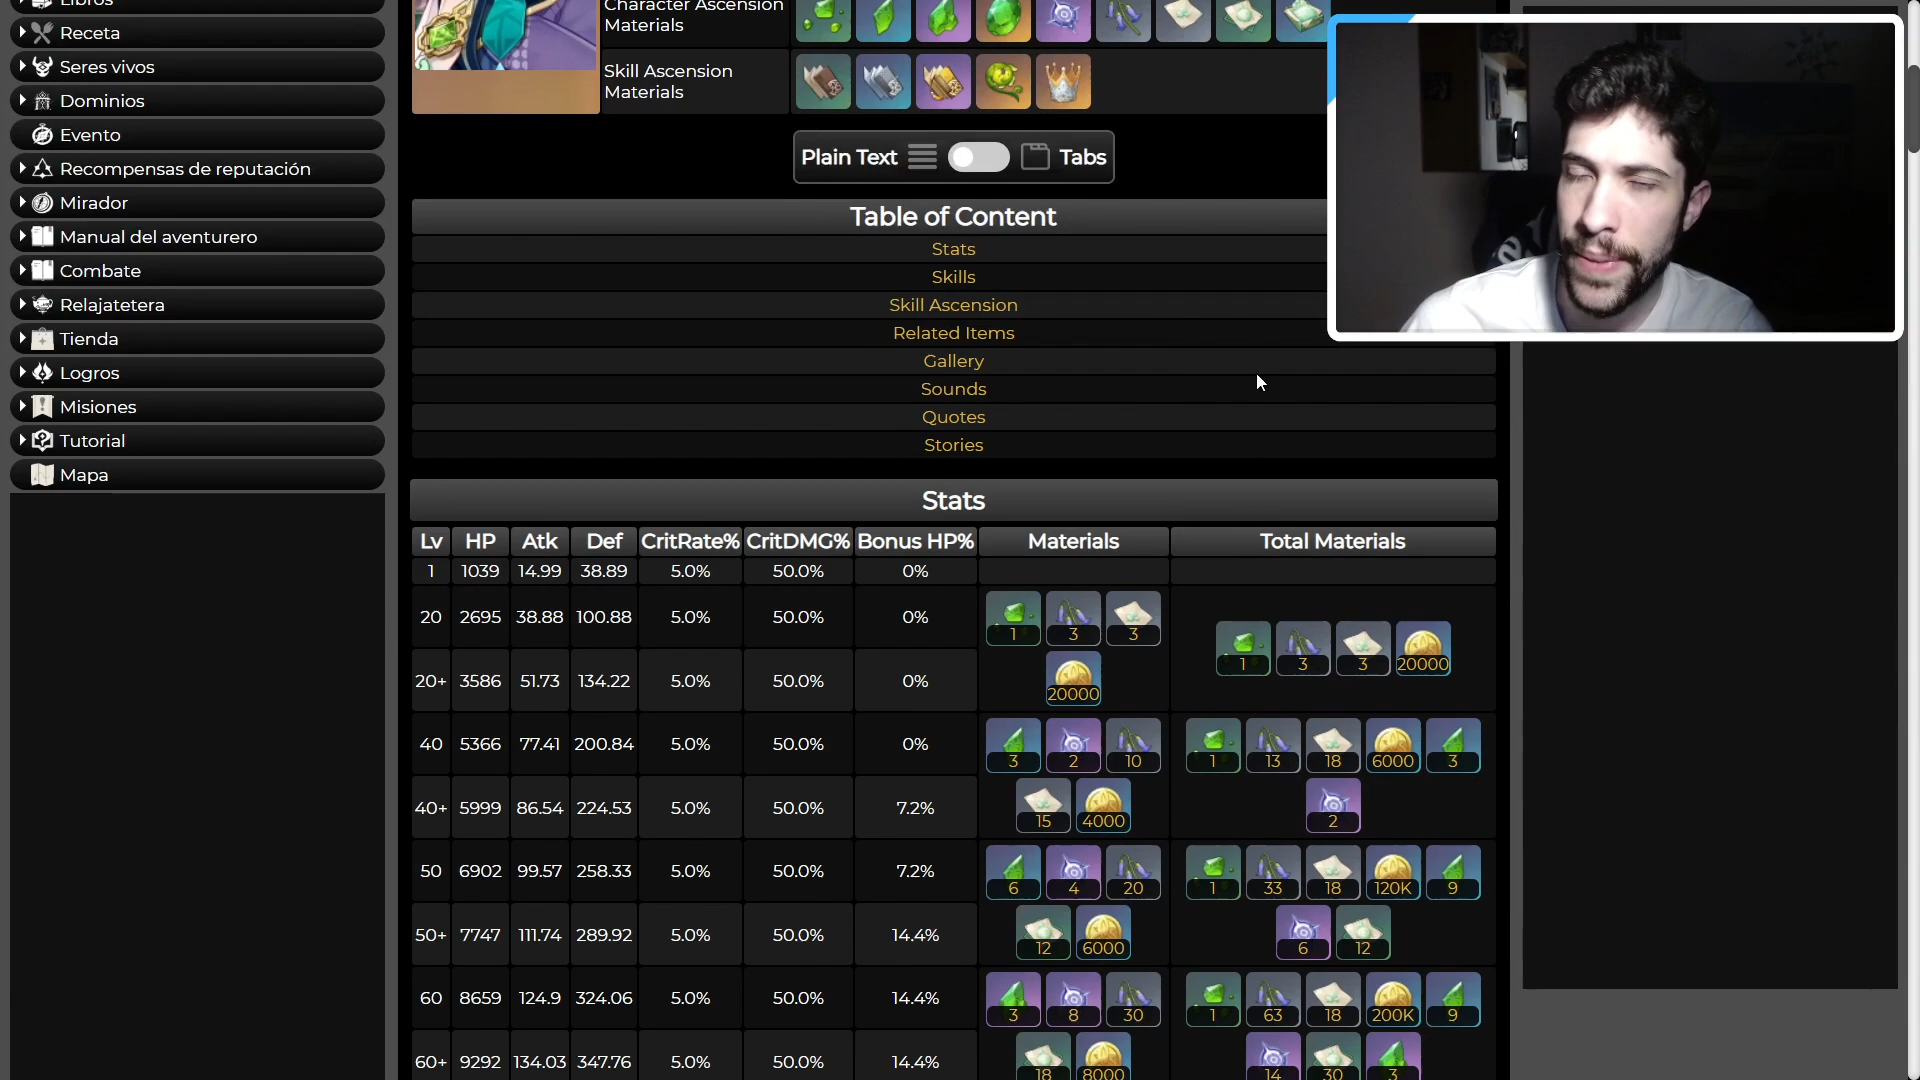 Libros
Receta
Seres vivos
Dominios
Evento
Recompensas de reputación
Mirador
Manual del aventurero
Combate
Relajatetera
Tienda
Logros
Misiones
Tutorial
Mapa
Character Ascension
Materials
Skill Ascension
Materials
Plain Text Tabs
Table of Content
Stats
Skills
Skill Ascension
Related Items
Gallery
Sounds
Quotes
Stories
Stats
Lv HP Atk Def CritRate% CritDMG% Bonus HP% Materials Total Materials
1 1039 14.99 38.89 5.0% 50.0% 0%
20 2695 38.88 100.88 5.0% 50.0% 0%
1 3 3
20000
1 3 3 20000
20+ 3586 51.73 134.22 5.0% 50.0% 0%
40 5366 77.41 200.84 5.0% 50.0% 0%
3 2 10
15 4000
1 13 18 6000 3
2
40+ 5999 86.54 224.53 5.0% 50.0% 7.2%
50 6902 99.57 258.33 5.0% 50.0% 7.2%
6 4 20
12 6000
1 33 18 120K 9
6 12
50+ 7747 111.74 289.92 5.0% 50.0% 14.4%
60 8659 124.9 324.06 5.0% 50.0% 14.4%
3 8 30
18 8000
1 63 18 200K 9
14 30 3
60+ 9292 134.03 347.76 5.0% 50.0% 14.4%